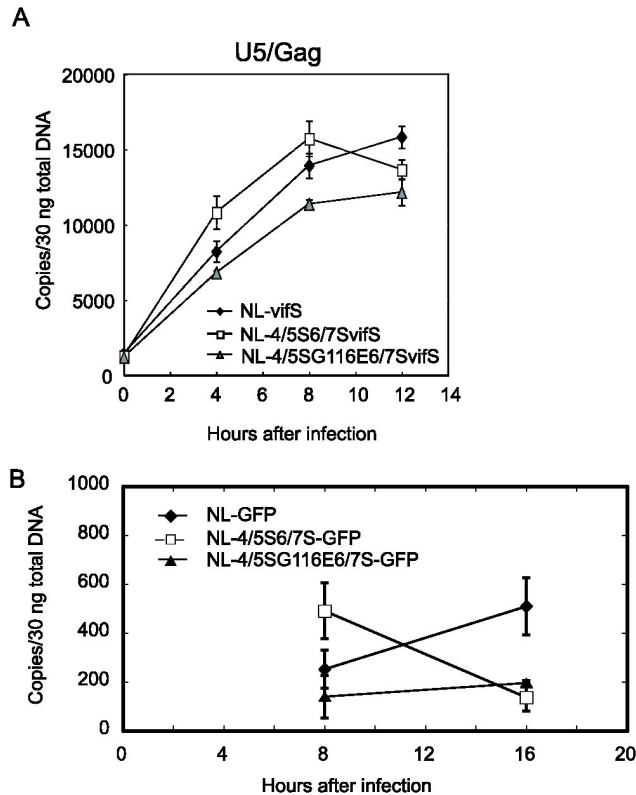 A
U5/Gag
20000
15000
10000
5000
0
Copies/30 ng total DNA
NL-vifS
NL-4/5S6/7SvifS
NL-4/5SG116E6/7SvifS
0 2 4 6 8 10 12 14
Hours after infection
B
1000
800
600
400
200
0
Copies/30 ng total DNA
NL-GFP
NL-4/5S6/7S-GFP
NL-4/5SG116E6/7S-GFP
0 4 8 12 16 20
Hours after infection